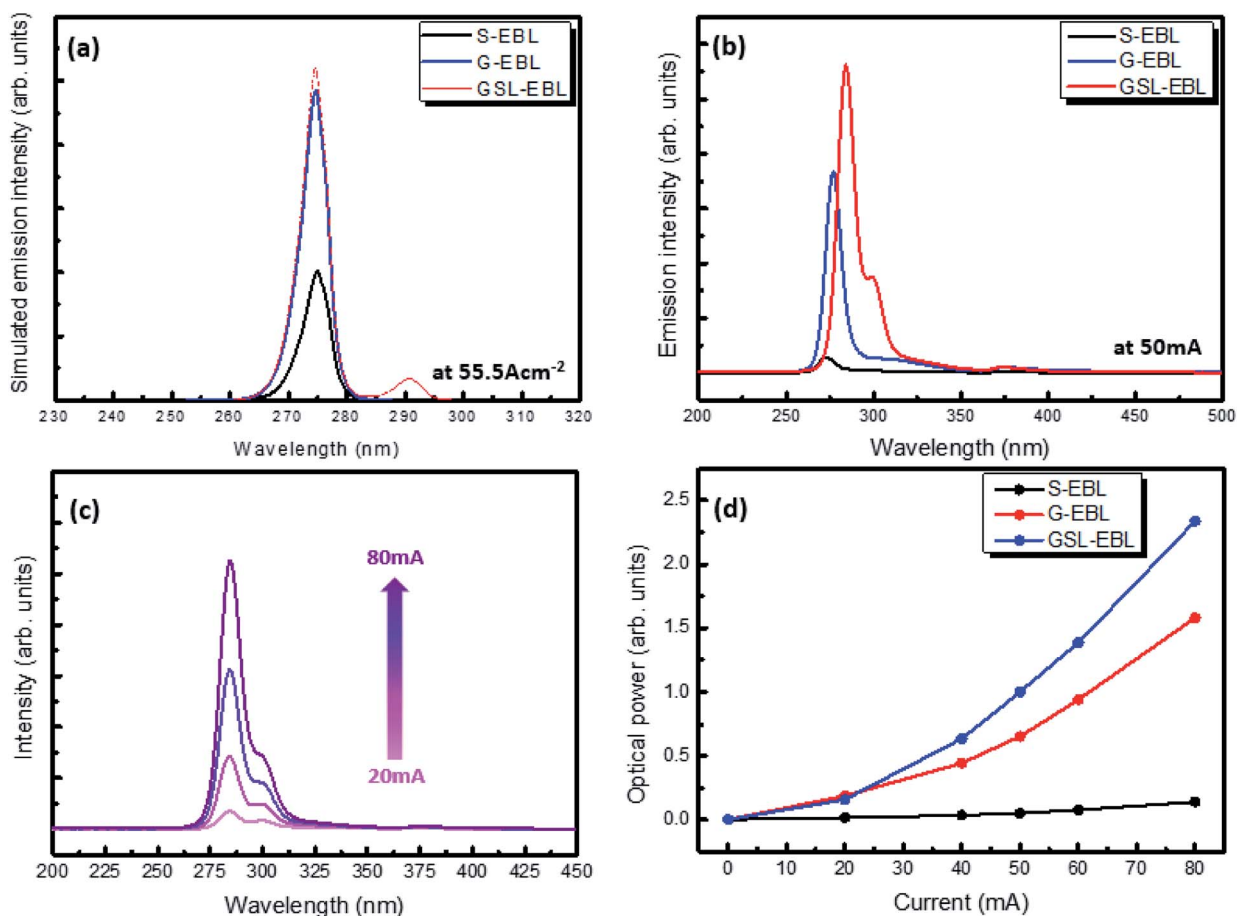 (a)
S-EBL
G-EBL
GSL-EBL
Simulated emission intensity (arb. units)
at 55.5Acm-2
230 240 250 260 270 280 290 300 310 320
Wavelength (nm)
(b)
S-EBL
G-EBL
GSL-EBL
Emission intensity (arb. units)
at 50mA
200 250 300 350 400 450 500
Wavelength (nm)
(c)
80mA
20mA
Intensity (arb. units)
200 225 250 275 300 325 350 375 400 425 450
Wavelength (nm)
(d)
S-EBL
G-EBL
GSL-EBL
Optical power (arb. units)
2.5
2.0
1.5
1.0
0.5
0.0
0 10 20 30 40 50 60 70 80
Current (mA)